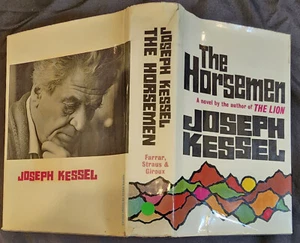 JOSEPH KESSEL
JOSEPH KESSEL
THE HORSEMEN
Farrar,
Straus &
Giroux
The
Horsemen
A novel by the author of THE LION
JOSEPH
KESSEL